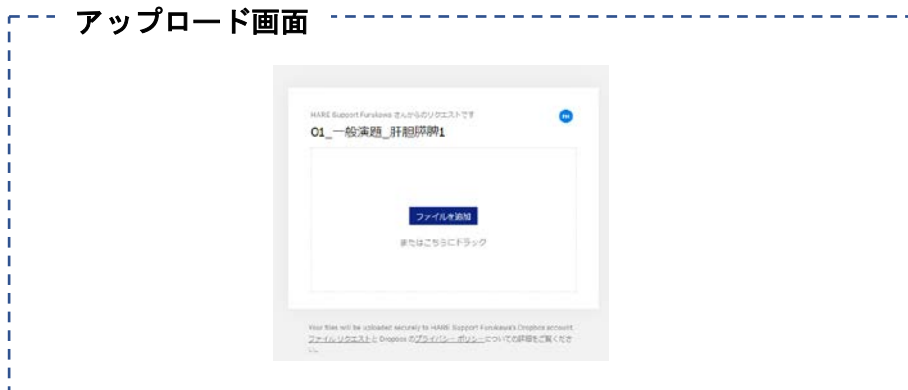 アップロード画面
HARE Support Furukawa さんからのリクエストです
01_一般演題_肝胆膵脾1
ファイルを追加
またはこちらにドラッグ
Your files will be uploaded securely to HARE Support Furukawa's Dropbox account.
ファイル リクエストと Dropbox のプライバシー ポリシーについての詳細をご覧くださ
い。